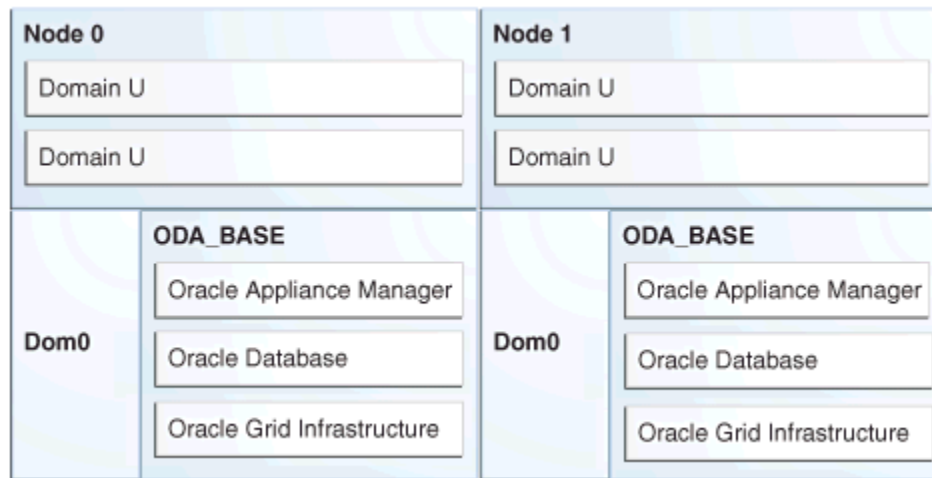 Node 0
Domain U
Domain U
Dom0
ODA_BASE
Oracle Appliance Manager
Oracle Database
Oracle Grid Infrastructure
Node 1
Domain U
Domain U
Dom0
ODA_BASE
Oracle Appliance Manager
Oracle Database
Oracle Grid Infrastructure